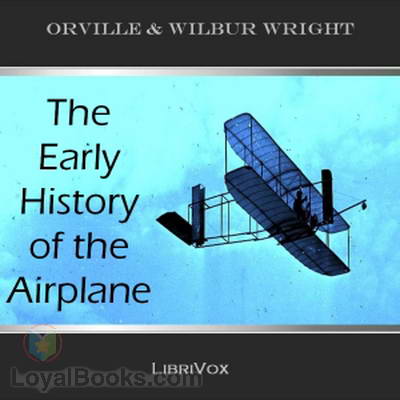 ORVILLE & WILBUR WRIGHT
The
Early
History
of the
Airplane
LIBRIVOX
LoyalBooks.com